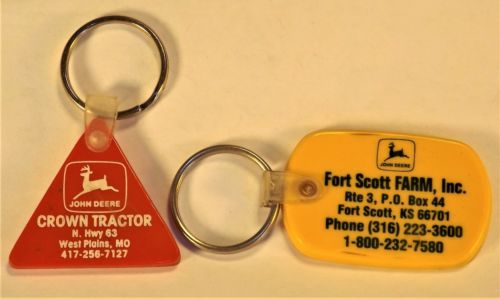 JOHN DEERE
CROWN TRACTOR
N. Hwy 63
West Plains, MO
417-256-7127
JOHN DEERE
Fort Scott FARM, Inc.
Rte 3, P.O. Box 44
Fort Scott, KS 66701
Phone (316) 223-3600
1-800-232-7580